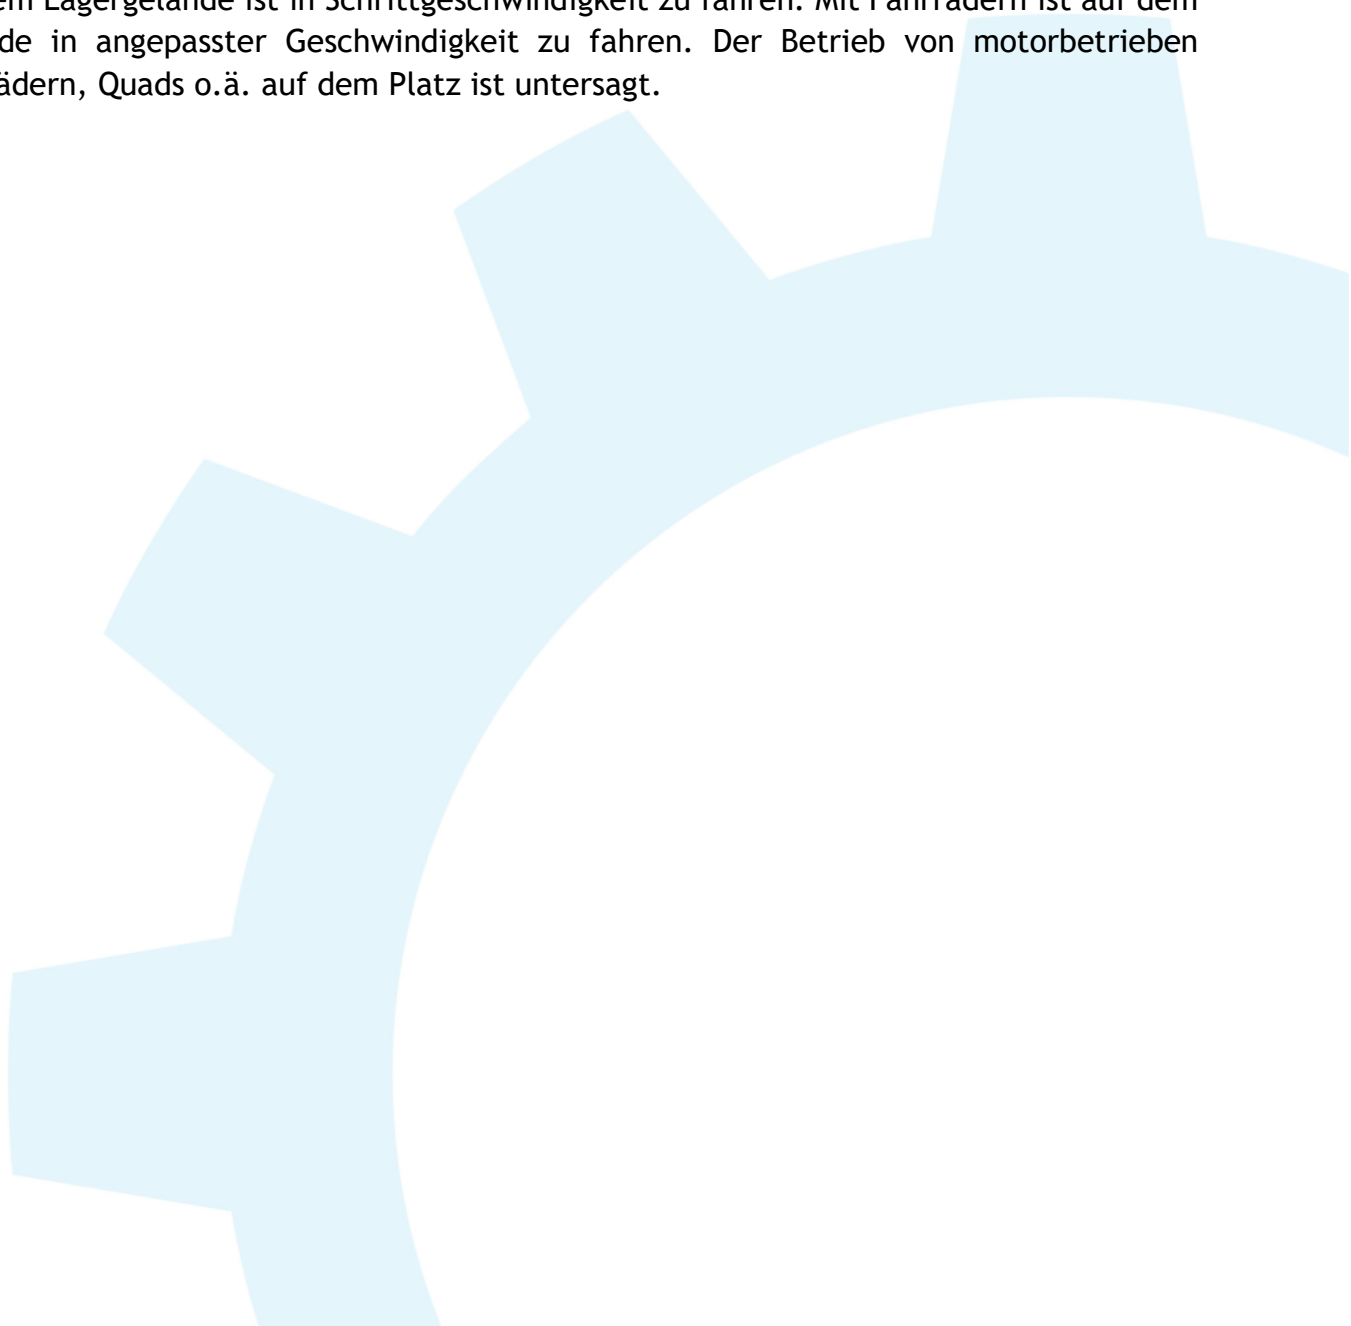 em Lagergelände ist in Schrittgeschwindigkeit zu fahren. Mit Fahrrädern ist auf dem
de in angepasster Geschwindigkeit zu fahren. Der Betrieb von motorbetrieben
ädern, Quads o.ä. auf dem Platz ist untersagt.